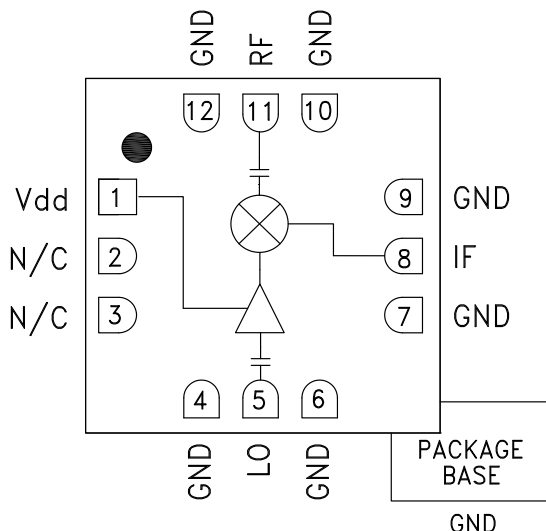 GND RF GND
12 11 10
Vdd 1 9 GND
N/C 2 8 IF
N/C 3 7 GND
4 5 6
GND LO GND
PACKAGE
BASE
GND